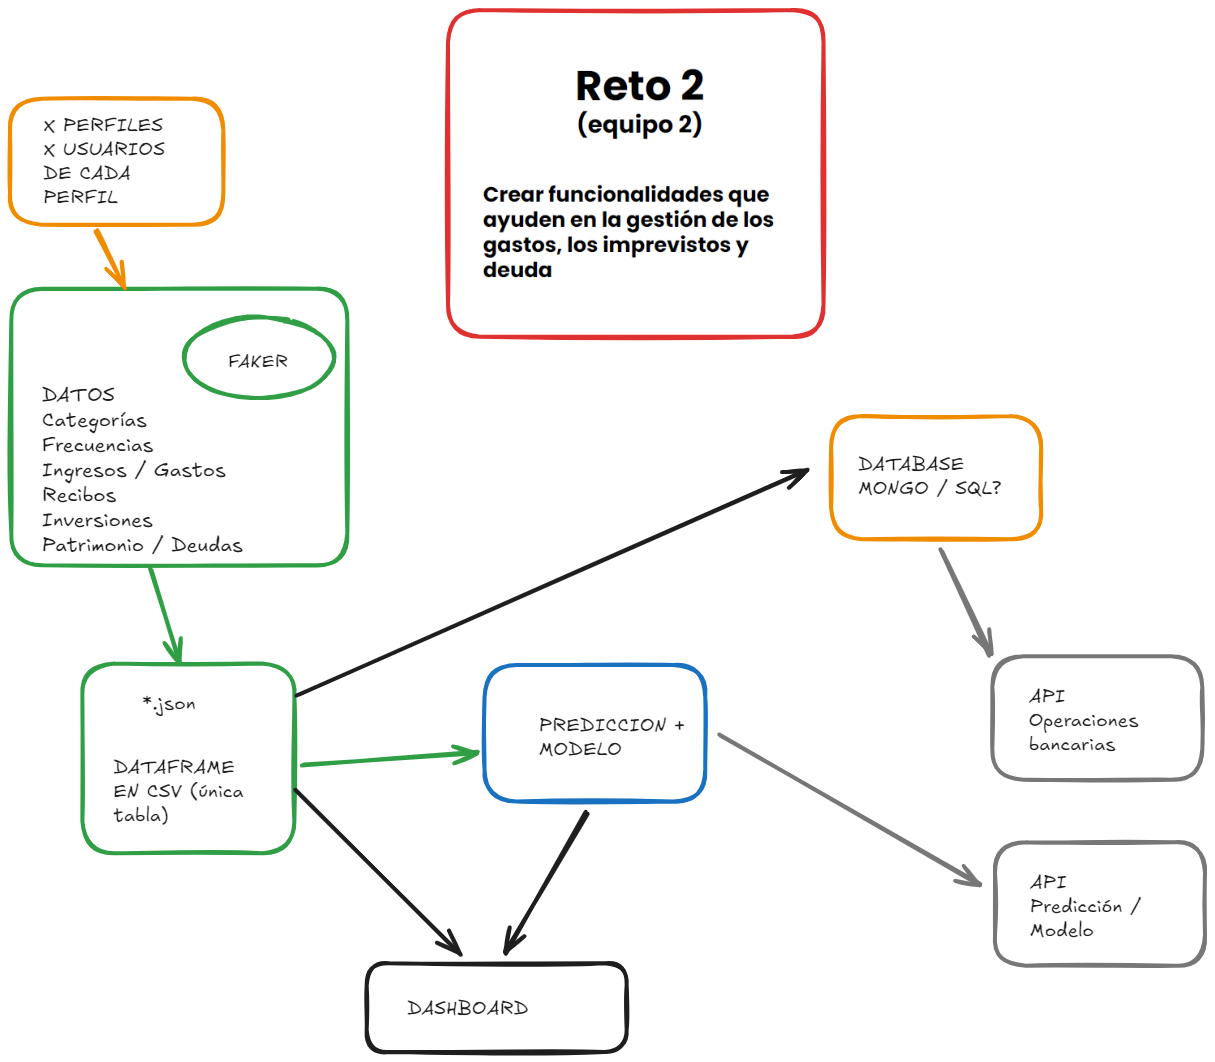 Reto 2
(equipo 2)
Crear funcionalidades que
ayuden en la gestión de los
gastos, los imprevistos y
deuda
X PERFILES
X USUARIOS
DE CADA
PERFIL
FAKER
DATOS
Categorías
Frecuencias
Ingresos / Gastos
Recibos
Inversiones
Patrimonio / Deudas
DATABASE
MONGO / SQL?
*.json
DATAFRAME
EN CSV (única
tabla)
PREDICCION +
MODELO
API
Operaciones
bancarias
API
Predicción /
Modelo
DASHBOARD